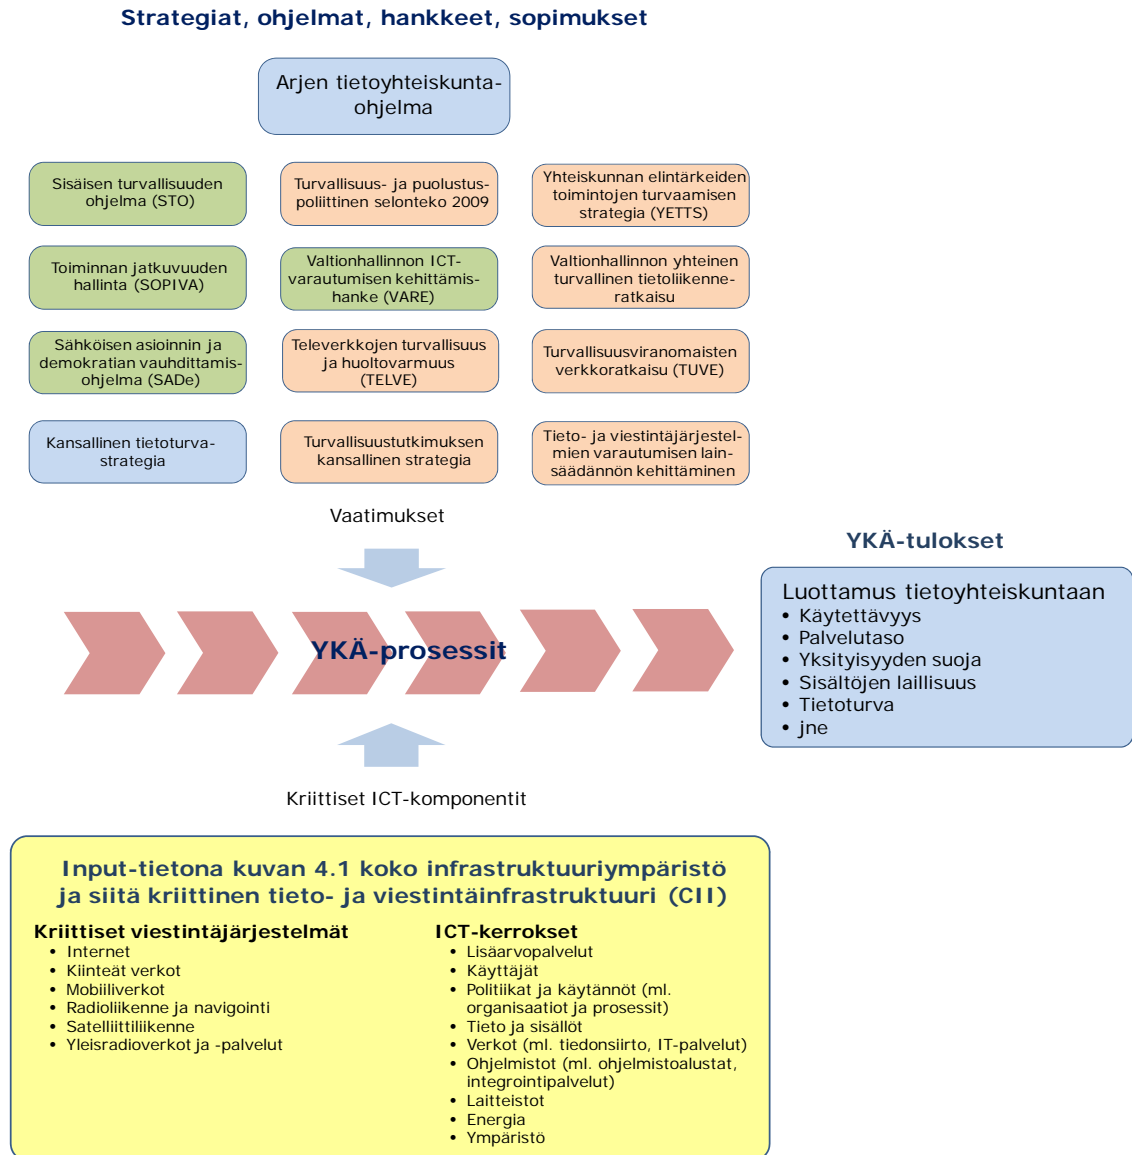 Strategiat, ohjelmat, hankkeet, sopimukset
Arjen tietoyhteiskunta-
ohjelma
Sisäisen turvallisuuden
ohjelma (STO)
Turvallisuus- ja puolustus-
poliittinen selonteko 2009
Yhteiskunnan elintärkeiden
toimintojen turvaamisen
strategia (YETTS)
Toiminnan jatkuvuuden
hallinta (SOPIVA)
Valtionhallinnon ICT-
varautumisen kehittämis-
hanke (VARE)
Valtionhallinnon yhteinen
turvallinen tietoliikenne-
ratkaisu
Sähköisen asioinnin ja
demokratian vauhdittamis-
ohjelma (SADe)
Televerkkojen turvallisuus
ja huoltovarmuus
(TELVE)
Turvallisuusviranomaisten
verkkoratkaisu (TUVE)
Kansallinen tietoturva-
strategia
Turvallisuustutkimuksen
kansallinen strategia
Tieto- ja viestintäjärjestel-
mien varautumisen lain-
säädännön kehittäminen
Vaatimukset
YKÄ-prosessit
YKÄ-tulokset
Luottamus tietoyhteiskuntaan
• Käytettävyys
• Palvelutaso
• Yksityisyyden suoja
• Sisältöjen laillisuus
• Tietoturva
• jne
Kriittiset ICT-komponentit
Input-tietona kuvan 4.1 koko infrastruktuuriympäristö
ja siitä kriittinen tieto- ja viestintäinfrastruktuuri (CII)
Kriittiset viestintäjärjestelmät
• Internet
• Kiinteät verkot
• Mobiiliverkot
• Radioliikenne ja navigointi
• Satelliittiliikenne
• Yleisradioverkot ja -palvelut
ICT-kerrokset
• Lisäarvopalvelut
• Käyttäjät
• Politiikat ja käytännöt (ml.
organisaatiot ja prosessit)
• Tieto ja sisällöt
• Verkot (ml. tiedonsiirto, IT-palvelut)
• Ohjelmistot (ml. ohjelmistoalustat,
integrointipalvelut)
• Laitteistot
• Energia
• Ympäristö